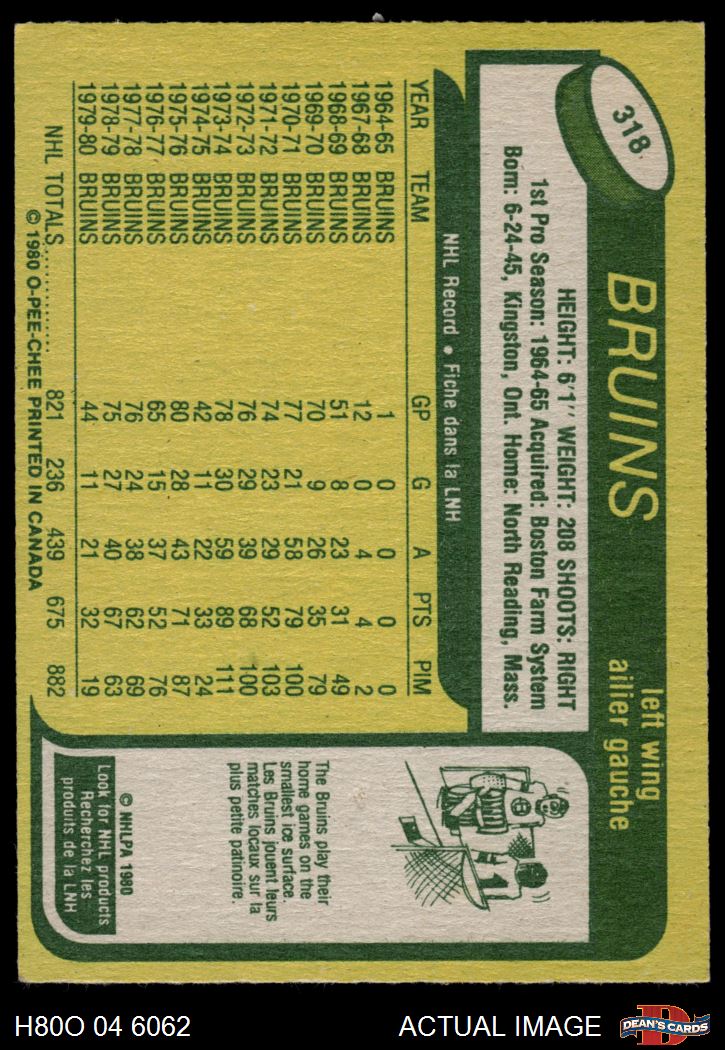 318
BRUINS
left wing
ailier gauche
HEIGHT: 6'1" WEIGHT: 208 SHOOTS: RIGHT
1st Pro Season: 1964-65 Acquired: Boston Farm System
Born: 6-24-45, Kingston, Ont. Home: North Reading, Mass.
NHL Record • Fiche dans la LNH
YEAR TEAM GP G A PTS PIM
1964-65 BRUINS 1 0 0 0 0
1967-68 BRUINS 12 0 4 4 2
1968-69 BRUINS 51 8 23 31 49
1969-70 BRUINS 70 9 26 35 79
1970-71 BRUINS 77 21 58 79 100
1971-72 BRUINS 74 23 29 52 103
1972-73 BRUINS 76 29 39 68 100
1973-74 BRUINS 78 30 59 89 111
1974-75 BRUINS 42 11 22 33 24
1975-76 BRUINS 80 28 43 71 87
1976-77 BRUINS 65 15 37 52 76
1977-78 BRUINS 76 24 38 62 69
1978-79 BRUINS 75 27 40 67 63
1979-80 BRUINS 44 11 21 32 19
NHL TOTALS............ 821 236 439 675 882
© 1980 O-PEE-CHEE PRINTED IN CANADA
The Bruins play their
home games on the
smallest ice surface.
Les Bruins jouent leurs
matches locaux sur la
plus petite patinoire.
© NHLPA 1980
Look for NHL products
Recherchez les
produits de la LNH
H80O 04 6062
ACTUAL IMAGE
D
DEAN'S CARDS